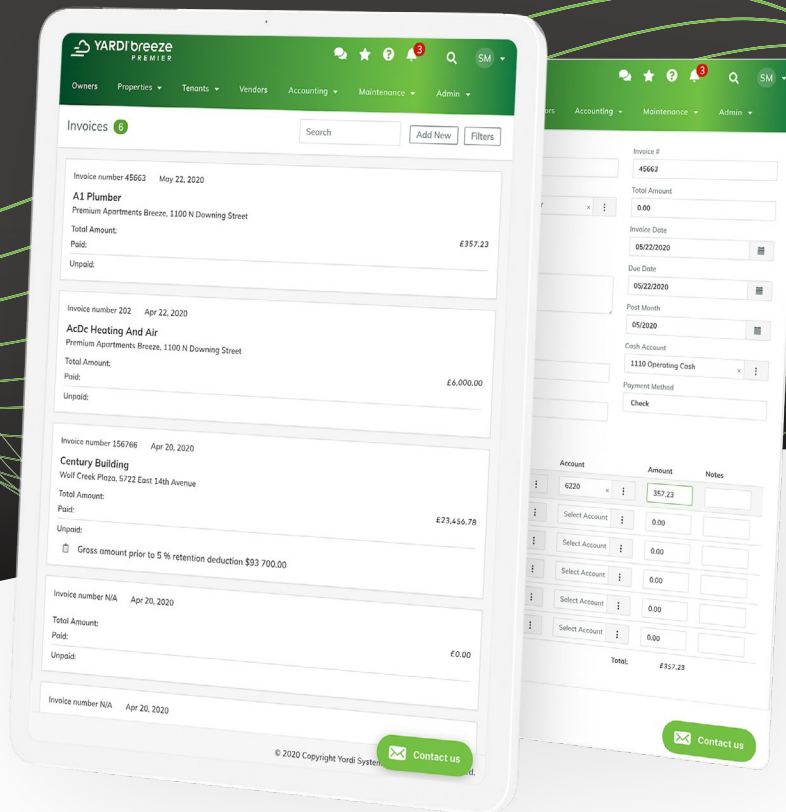 YARDI breeze
PREMIER
3
SM
Owners Properties Tenants Vendors Accounting Maintenance Admin
Invoices 6
Search
Add New
Filters
Invoice number 45663 May 22, 2020
A1 Plumber
Premium Apartments Breeze, 1100 N Downing Street
Total Amount:
£357.23
Paid:
Unpaid:
Invoice number 202 Apr 22, 2020
AcDc Heating And Air
Premium Apartments Breeze, 1100 N Downing Street
Total Amount:
£6,000.00
Paid:
Unpaid:
Invoice number 156766 Apr 20, 2020
Century Building
Wolf Creek Plaza, 5722 East 14th Avenue
Total Amount:
£23,456.78
Paid:
Unpaid:
Gross amount prior to 5 % retention deduction $93 700.00
Invoice number N/A Apr 20, 2020
Total Amount:
£0.00
Paid:
Unpaid:
Invoice number N/A Apr 20, 2020
© 2020 Copyright Yardi
Contact us
3
SM
Accounting Maintenance Admin
Invoice #
45663
Total Amount
0.00
Invoice Date
05/22/2020
Due Date
05/22/2020
Post Month
05/2020
Cash Account
1110 Operating Cash ×
Payment Method
Check
Account Amount Notes
6220 × 357.23
Select Account 0.00
Select Account 0.00
Select Account 0.00
Select Account 0.00
Select Account 0.00
Total: £357.23
Contact us